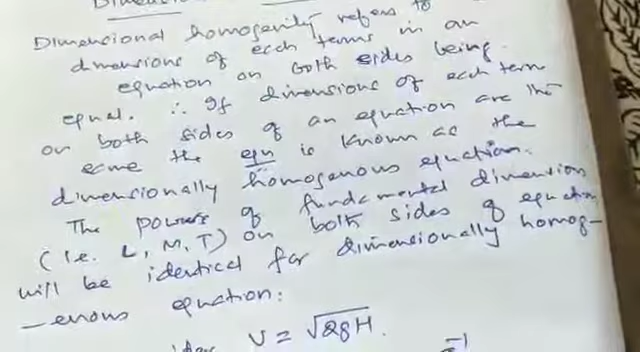 Dimensional homogenity refers to
dimensions of each terms in an
equation on both sides being
equal. ∴ If dimensions of each term
on both sides of an equation are the
same the eqn is known as the
dimensionally homogenous equation.
The powers of fundamental dimension
(ie. L, M, T) on both sides of equation
will be identical for dimensionally homog-
-enous equation:
V = √2gH.